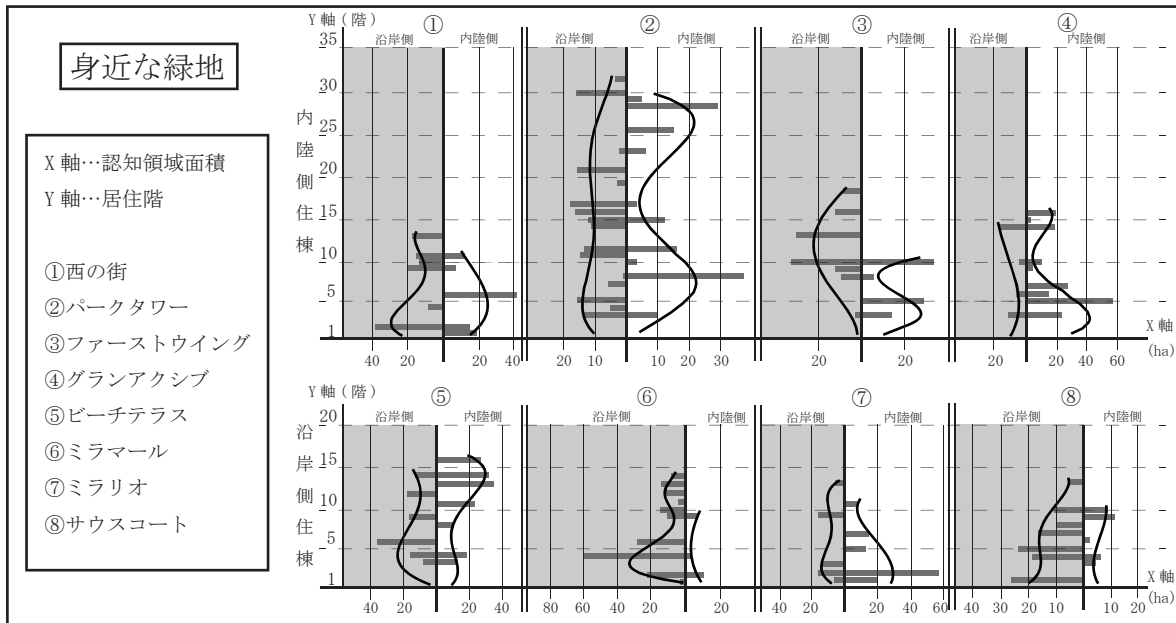 身近な緑地
X 軸…認知領域面積
Y 軸…居住階
①西の街
②パークタワー
③ファーストウイング
④グランアクシブ
⑤ビーチテラス
⑥ミラマール
⑦ミラリオ
⑧サウスコート
Y 軸 ( 階 )
① ② ③ ④
沿岸側 内陸側 沿岸側 内陸側 沿岸側 内陸側 沿岸側 内陸側
35
30
25
20
15
10
5
1
内陸側住棟
X 軸
(ha)
40 20 20 40 20 10 10 20 30 20 20 20 20 40 60
Y 軸 ( 階 )
⑤ ⑥ ⑦ ⑧
沿岸側 内陸側 沿岸側 内陸側 沿岸側 内陸側 沿岸側 内陸側
20
15
10
5
1
沿岸側住棟
X 軸
(ha)
40 20 20 40 80 60 40 20 20 40 20 20 40 60 40 30 20 10 10 20